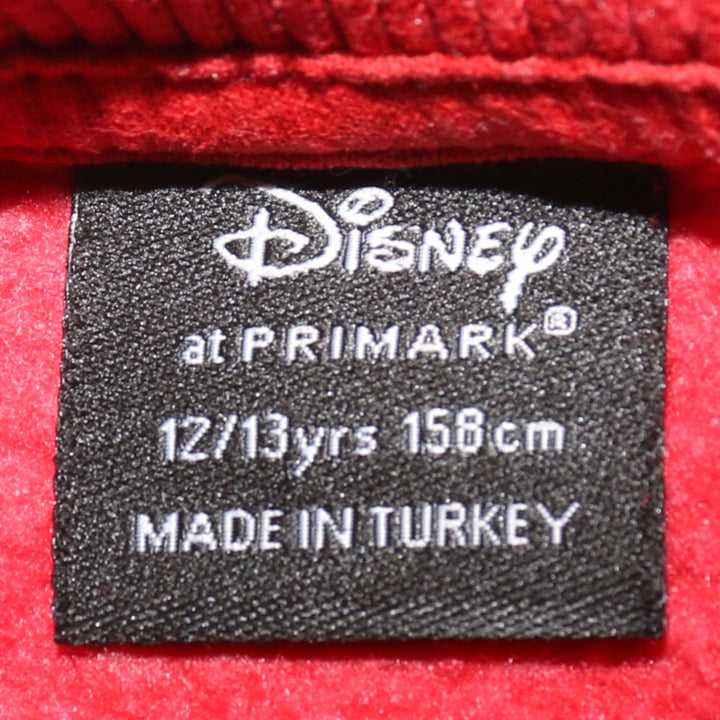 Disney
at PRIMARK®
12/13yrs 158cm
MADE IN TURKEY